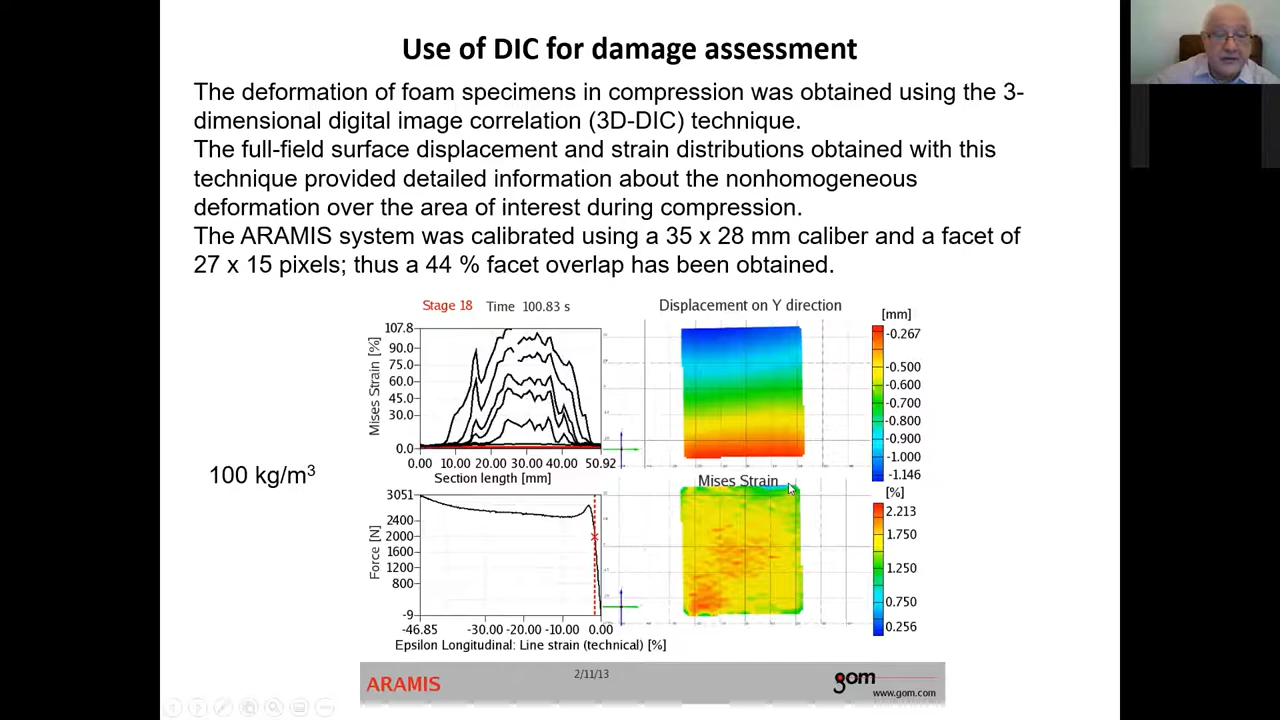 Use of DIC for damage assessment
The deformation of foam specimens in compression was obtained using the 3-
dimensional digital image correlation (3D-DIC) technique.
The full-field surface displacement and strain distributions obtained with this
technique provided detailed information about the nonhomogeneous
deformation over the area of interest during compression.
The ARAMIS system was calibrated using a 35 x 28 mm caliber and a facet of
27 x 15 pixels; thus a 44 % facet overlap has been obtained.
100 kg/m³
Stage 18 Time 100.83 s
Mises Strain [%]
107.8
90.0
75.0
60.0
45.0
30.0
0.0
0.00 10.00 20.00 30.00 40.00 50.92
Section length [mm]
Displacement on Y direction
[mm]
-0.267
-0.500
-0.600
-0.700
-0.800
-0.900
-1.000
-1.146
Force [N]
3051
2400
2000
1600
1200
800
-9
-46.85 -30.00 -20.00 -10.00 0.00
Epsilon Longitudinal: Line strain (technical) [%]
Mises Strain
[%]
2.213
1.750
1.250
0.750
0.256
ARAMIS
2/11/13
gom
www.gom.com